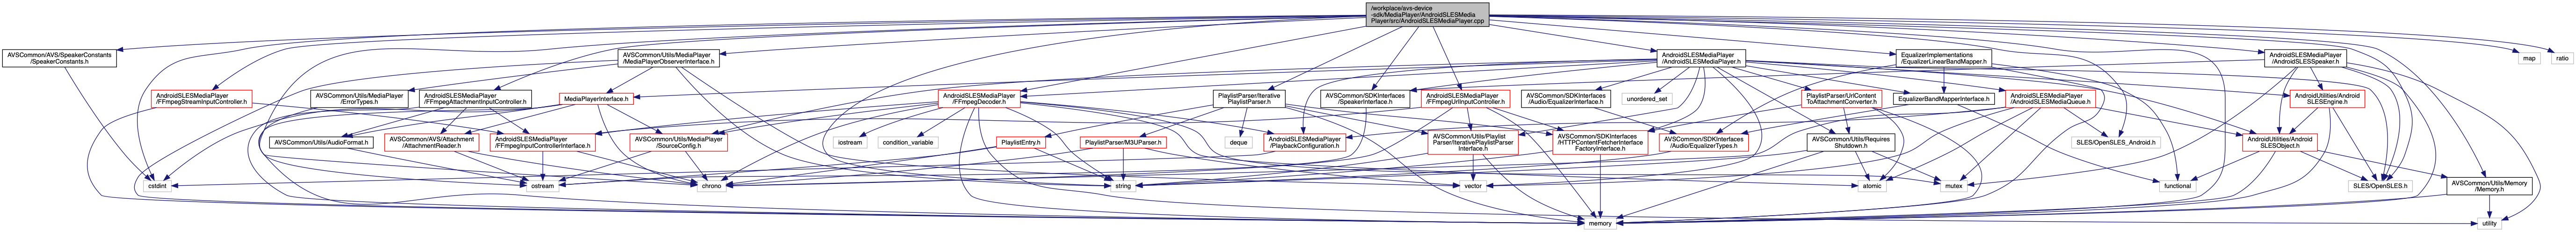 /workplace/avs-device
-sdk/MediaPlayer/AndroidSLESMedia
Player/src/AndroidSLESMediaPlayer.cpp
AVSCommon/AVS/SpeakerConstants
/SpeakerConstants.h
AVSCommon/Utils/MediaPlayer
/MediaPlayerObserverInterface.h
AndroidSLESMediaPlayer
/AndroidSLESMediaPlayer.h
EqualizerImplementations
/EqualizerLinearBandMapper.h
AndroidSLESMediaPlayer
/AndroidSLESSpeaker.h
map
ratio
AndroidSLESMediaPlayer
/FFmpegStreamInputController.h
AVSCommon/Utils/MediaPlayer
/ErrorTypes.h
AndroidSLESMediaPlayer
/FFmpegAttachmentInputController.h
MediaPlayerInterface.h
AndroidSLESMediaPlayer
/FFmpegDecoder.h
PlaylistParser/Iterative
PlaylistParser.h
AVSCommon/SDKInterfaces
/SpeakerInterface.h
AndroidSLESMediaPlayer
/FFmpegUrlInputController.h
AVSCommon/SDKInterfaces
/Audio/EqualizerInterface.h
unordered_set
PlaylistParser/UrlContent
ToAttachmentConverter.h
EqualizerBandMapperInterface.h
AndroidSLESMediaPlayer
/AndroidSLESMediaQueue.h
AndroidUtilities/Android
SLESEngine.h
AVSCommon/Utils/AudioFormat.h
AVSCommon/AVS/Attachment
/AttachmentReader.h
AndroidSLESMediaPlayer
/FFmpegInputControllerInterface.h
AVSCommon/Utils/MediaPlayer
/SourceConfig.h
iostream
condition_variable
PlaylistEntry.h
PlaylistParser/M3UParser.h
deque
AndroidSLESMediaPlayer
/PlaybackConfiguration.h
AVSCommon/Utils/Playlist
Parser/IterativePlaylistParser
Interface.h
AVSCommon/SDKInterfaces
/HTTPContentFetcherInterface
FactoryInterface.h
AVSCommon/SDKInterfaces
/Audio/EqualizerTypes.h
AVSCommon/Utils/Requires
Shutdown.h
SLES/OpenSLES_Android.h
AndroidUtilities/Android
SLESObject.h
cstdint
ostream
chrono
string
vector
atomic
mutex
functional
SLES/OpenSLES.h
AVSCommon/Utils/Memory
/Memory.h
memory
utility